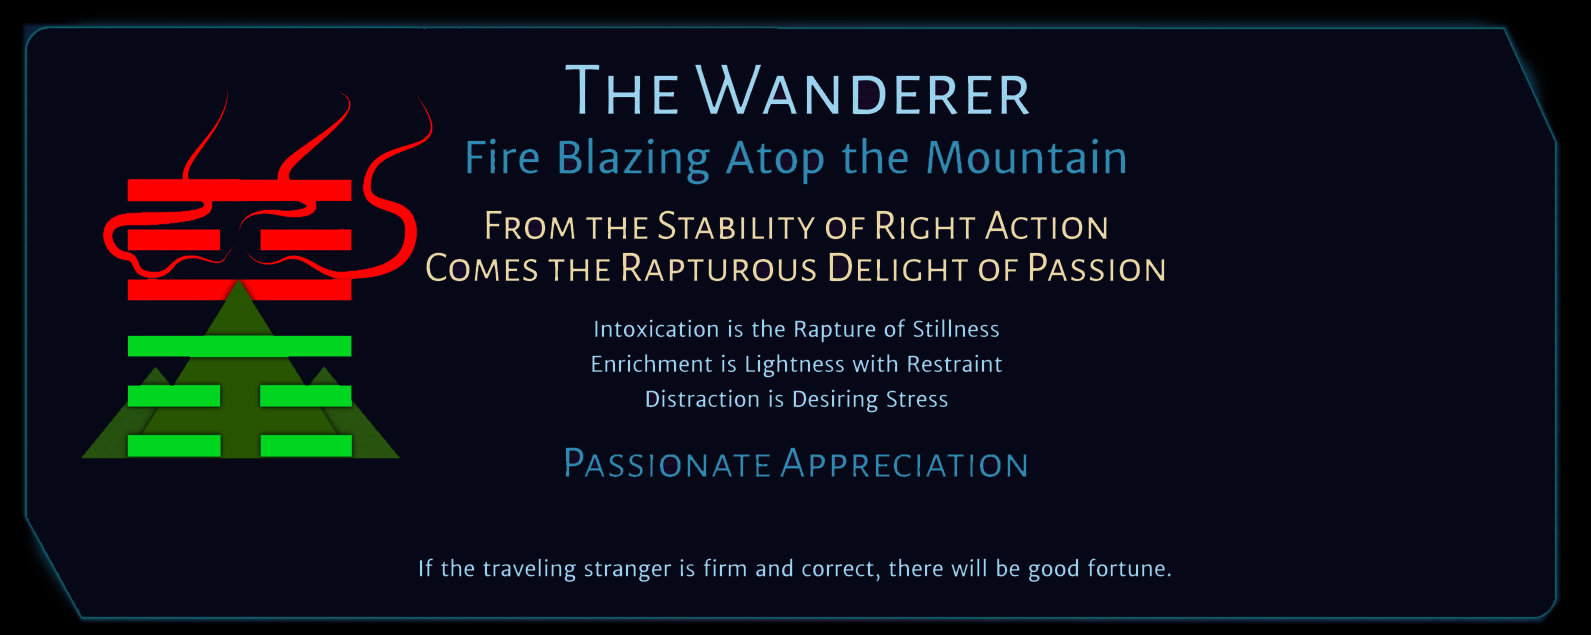 The Wanderer
Fire Blazing Atop the Mountain
From the Stability of Right Action
Comes the Rapturous Delight of Passion
Intoxication is the Rapture of Stillness
Enrichment is Lightness with Restraint
Distraction is Desiring Stress
Passionate Appreciation
If the traveling stranger is firm and correct, there will be good fortune.